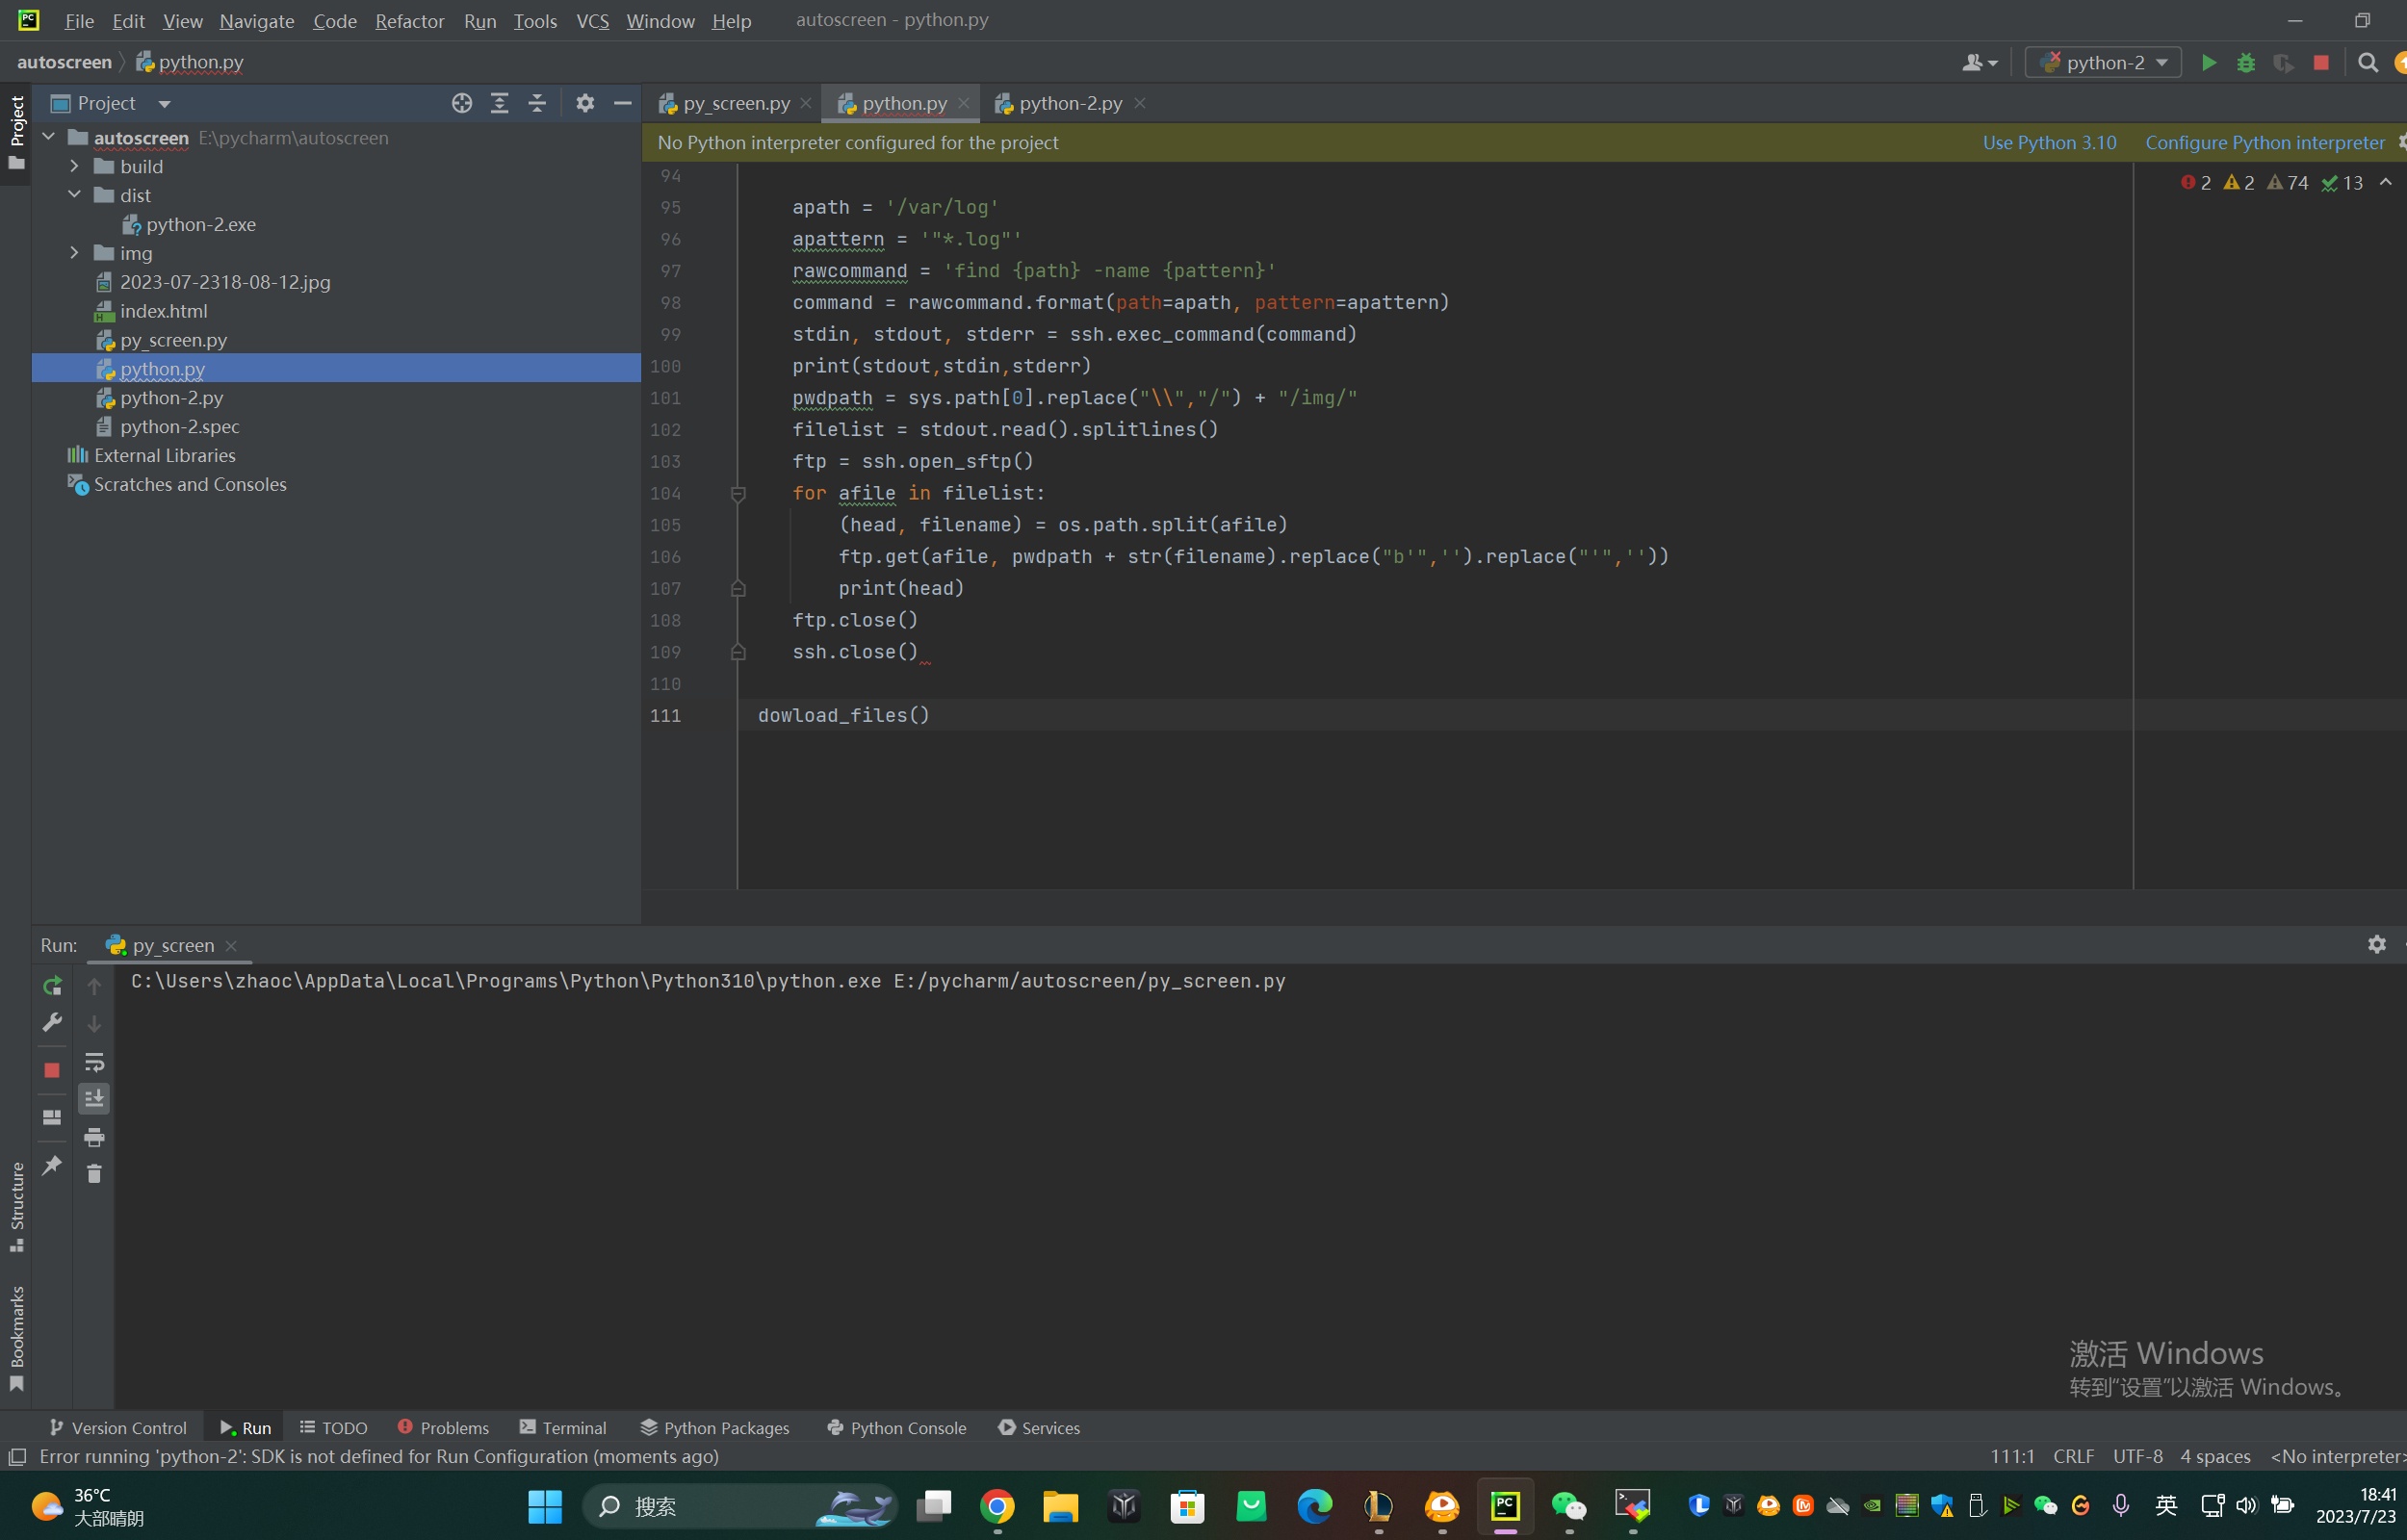 File Edit View Navigate Code Refactor Run Tools VCS Window Help autoscreen - python.py
autoscreen python.py python-2
Project
Project
py_screen.py python.py python-2.py
autoscreen E:\pycharm\autoscreen
No Python interpreter configured for the project Use Python 3.10 Configure Python interpreter
build
dist
python-2.exe
img
2023-07-2318-08-12.jpg
index.html
py_screen.py
python.py
python-2.py
python-2.spec
External Libraries
Scratches and Consoles
2 2 74 13
94
95 apath = '/var/log'
96 apattern = '"*.log"'
97 rawcommand = 'find {path} -name {pattern}'
98 command = rawcommand.format(path=apath, pattern=apattern)
99 stdin, stdout, stderr = ssh.exec_command(command)
100 print(stdout,stdin,stderr)
101 pwdpath = sys.path[0].replace("\\","/") + "/img/"
102 filelist = stdout.read().splitlines()
103 ftp = ssh.open_sftp()
104 for afile in filelist:
105 (head, filename) = os.path.split(afile)
106 ftp.get(afile, pwdpath + str(filename).replace("b'",'').replace("'",''))
107 print(head)
108 ftp.close()
109 ssh.close()
110
111 dowload_files()
Run: py_screen
C:\Users\zhaoc\AppData\Local\Programs\Python\Python310\python.exe E:/pycharm/autoscreen/py_screen.py
Structure
Bookmarks
激活 Windows
转到“设置”以激活 Windows。
Version Control Run TODO Problems Terminal Python Packages Python Console Services
Error running 'python-2': SDK is not defined for Run Configuration (moments ago) 111:1 CRLF UTF-8 4 spaces <No interpreter>
36°C
大部晴朗
搜索
英
18:41
2023/7/23